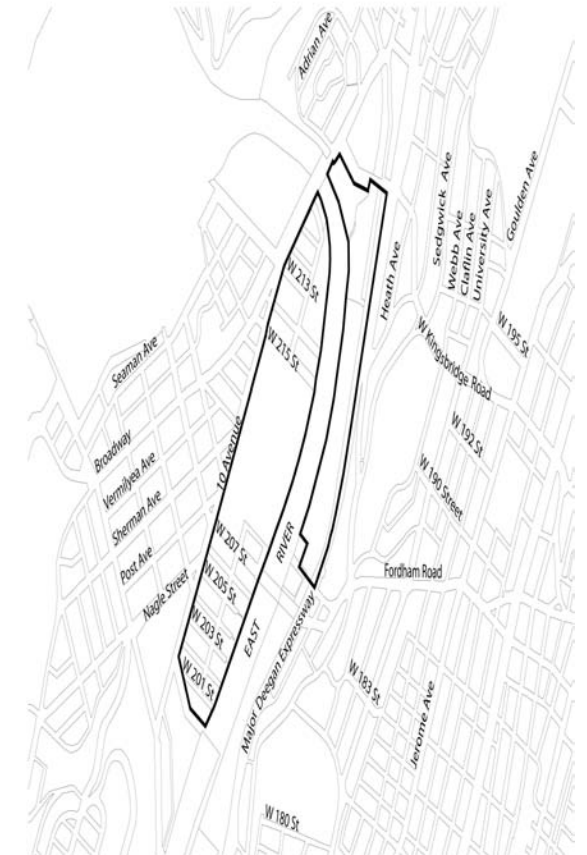 Adrian Ave
Sedgwick Ave
Webb Ave
Claflin Ave
University Ave
Goulden Ave
Heath Ave
W 213 St
W 215 St
W 195 St
W Kingsbridge Road
Seaman Ave
Broadway
Vermilyea Ave
Sherman Ave
Post Ave
Nagle Street
10 Avenue
W 192 St
W 190 Street
W 207 St
W 205 St
W 203 St
W 201 St
EAST RIVER
Fordham Road
Major Deegan Expressway
W 183 St
Jerome Ave
W 180 St